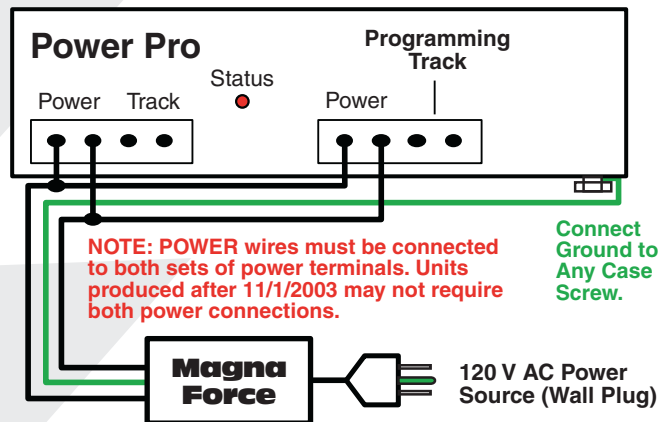 Power Pro
Programming
Track
Status
Power Track
Power
NOTE: POWER wires must be connected
to both sets of power terminals. Units
produced after 11/1/2003 may not require
both power connections.
Connect
Ground to
Any Case
Screw.
Magna
Force
120 V AC Power
Source (Wall Plug)